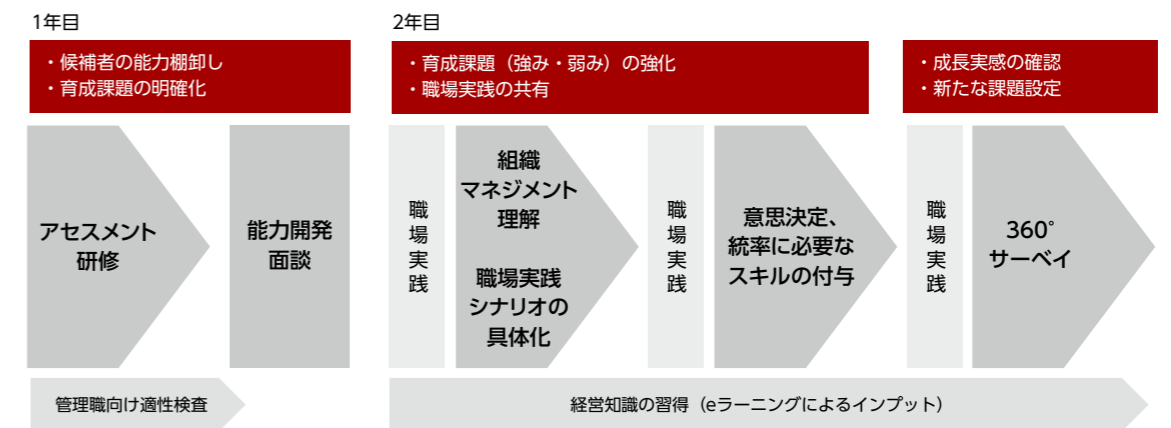 1年目
2年目
・候補者の能力棚卸し
・育成課題の明確化
・育成課題（強み・弱み）の強化
・職場実践の共有
・成長実感の確認
・新たな課題設定
アセスメント
研修
能力開発
面談
職場実践
組織
マネジメント
理解
職場実践
シナリオの
具体化
職場実践
意思決定、
統率に必要な
スキルの付与
職場実践
360°
サーベイ
管理職向け適性検査
経営知識の習得（eラーニングによるインプット）